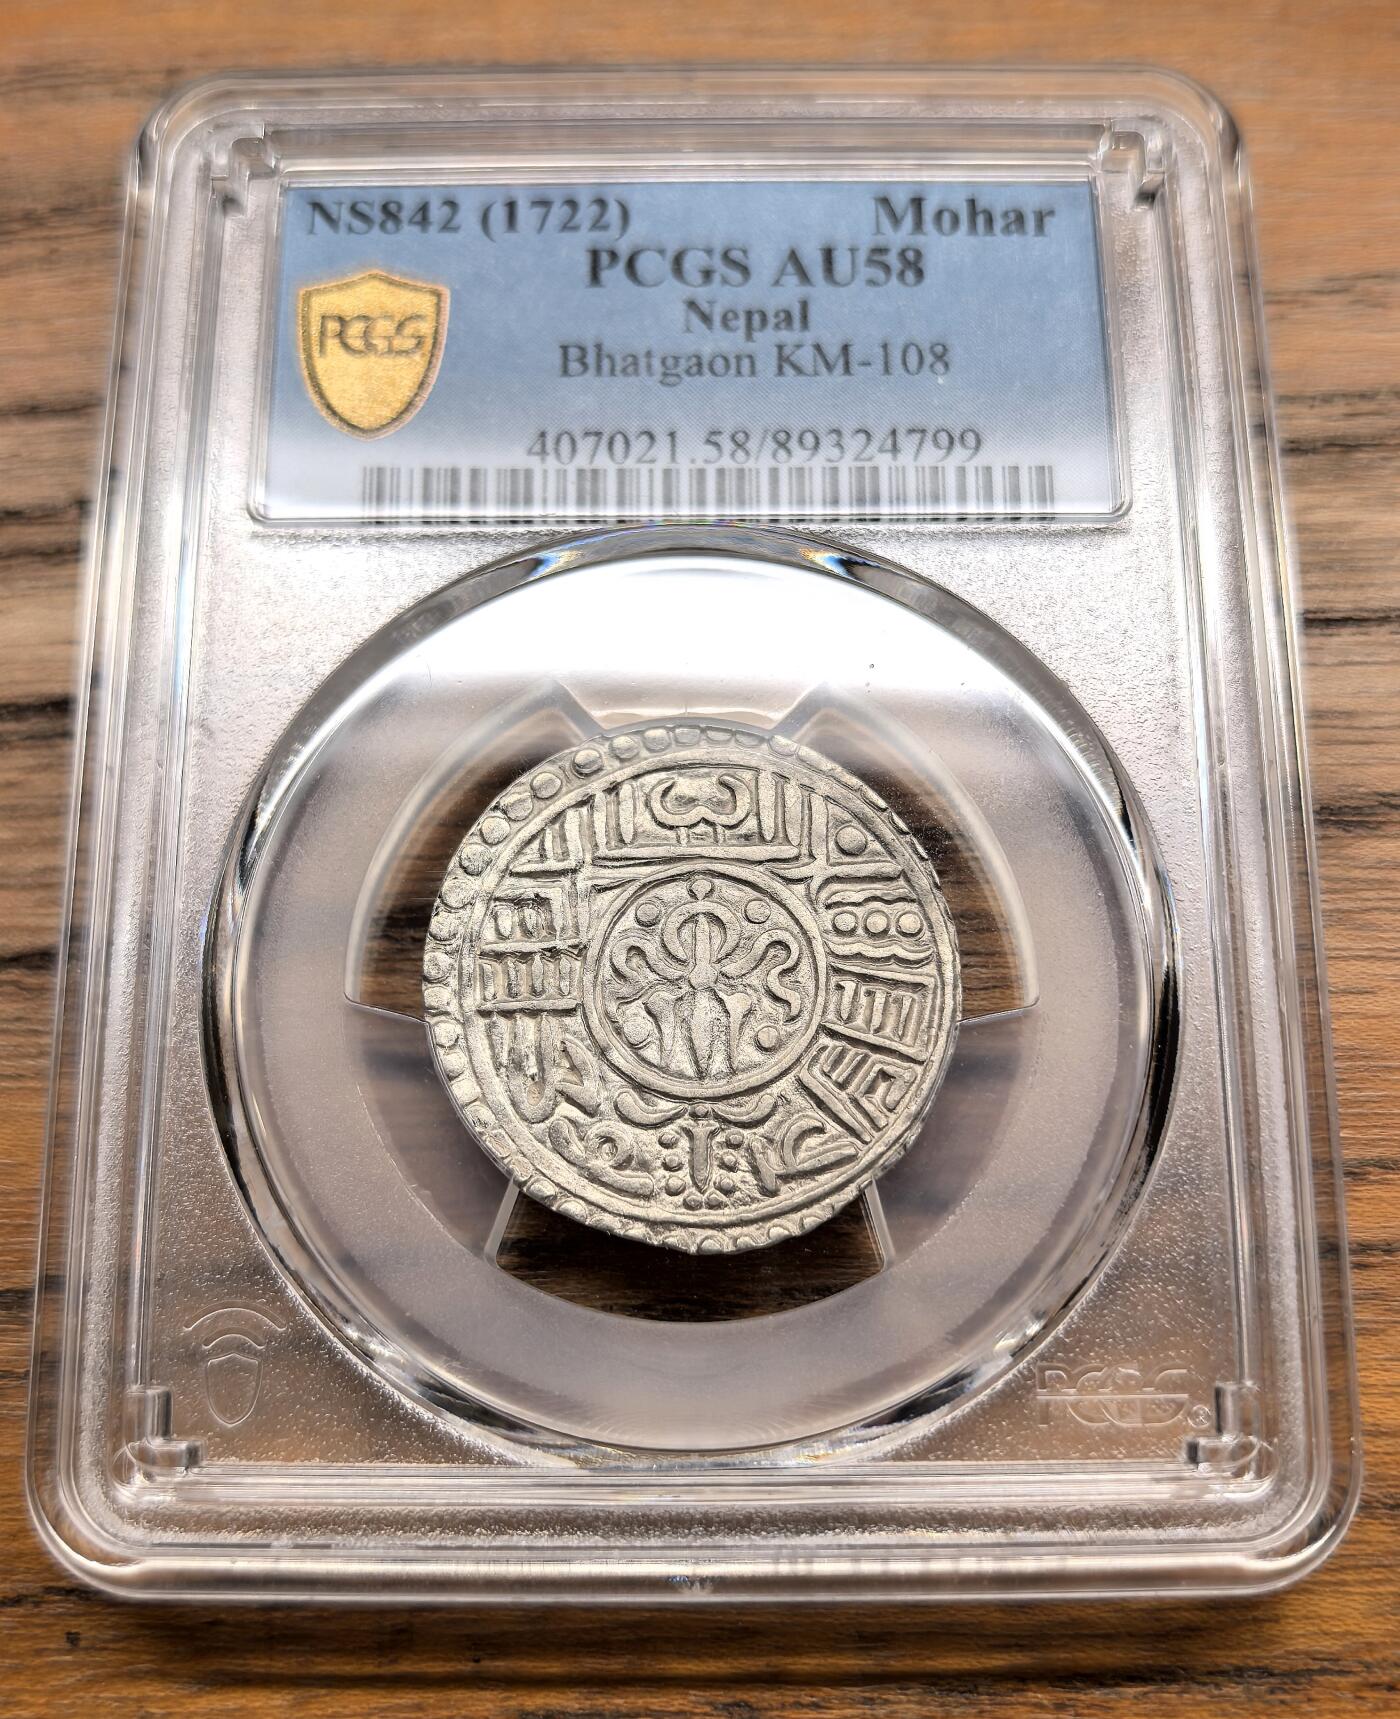 NS842 (1722) Mohar
PCGS AU58
Nepal
Bhatgaon KM-108
PCGS
407021.58/89324799
PCGS®